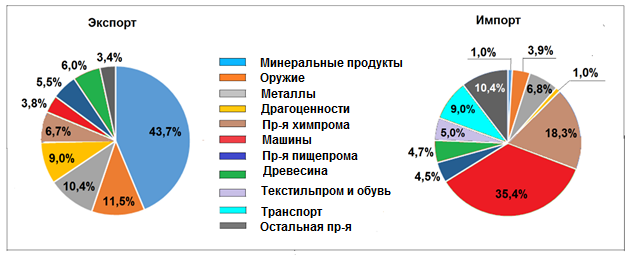 Экспорт
3,4%
6,0%
5,5%
3,8%
6,7%
9,0%
10,4%
11,5%
43,7%
Минеральные продукты
Оружие
Металлы
Драгоценности
Пр-я химпрома
Машины
Пр-я пищепрома
Древесина
Текстильпром и обувь
Транспорт
Остальная пр-я
Импорт
1,0%
3,9%
6,8%
1,0%
18,3%
35,4%
4,5%
4,7%
5,0%
9,0%
10,4%